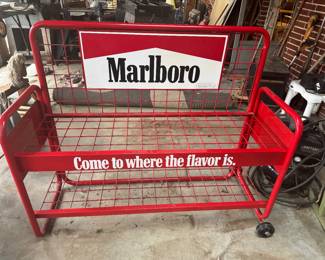 Marlboro
Come to where the flavor is.